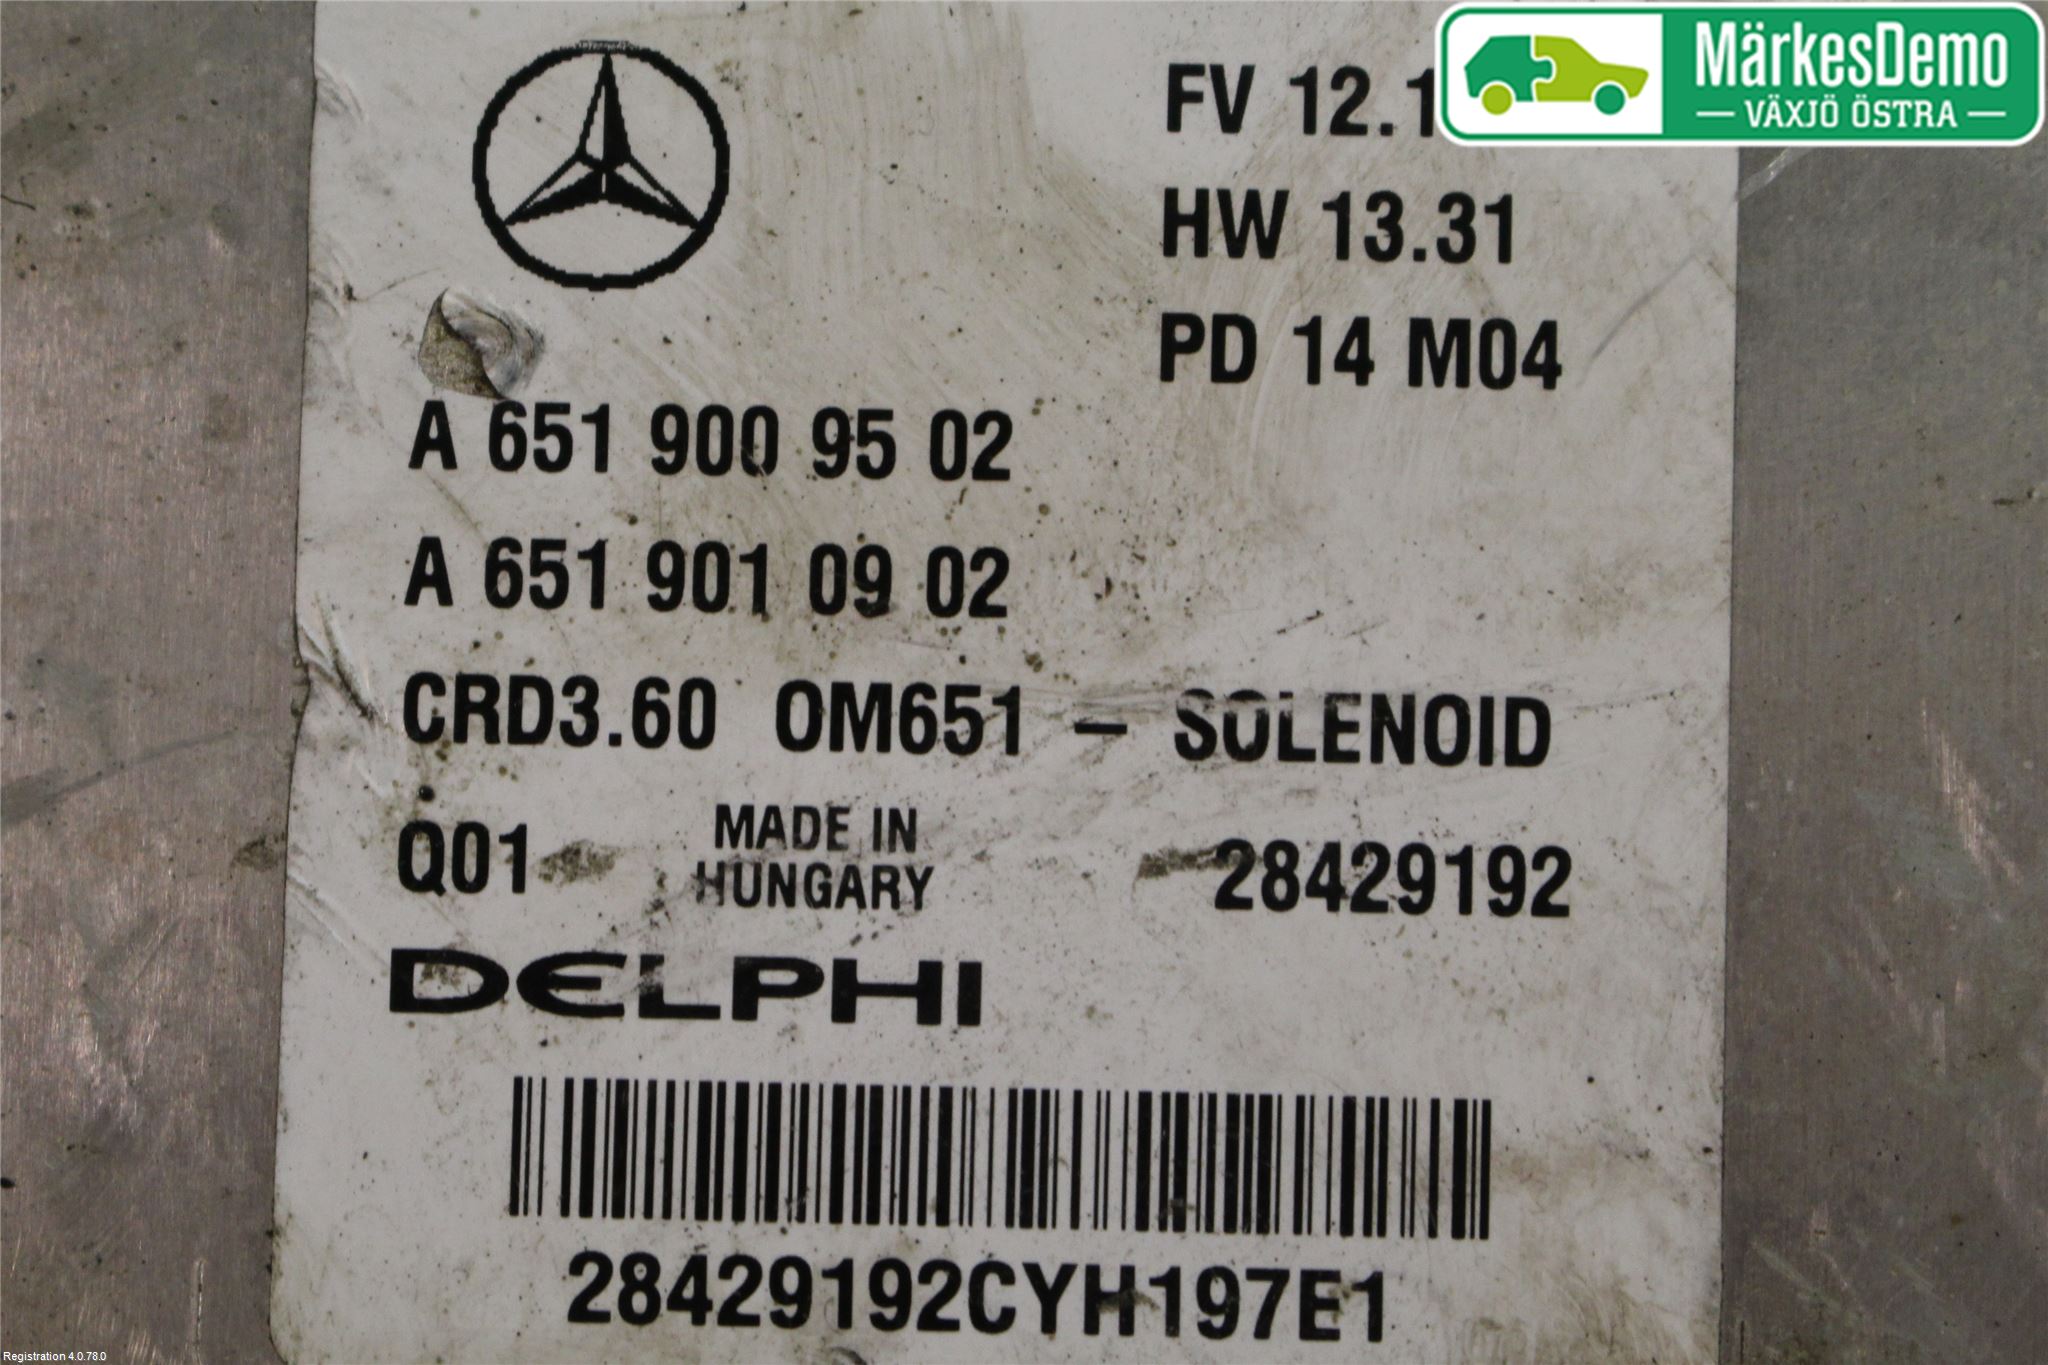 MärkesDemo
VÄXJÖ ÖSTRA
FV 12.1
HW 13.31
PD 14 M04
A 651 900 95 02
A 651 901 09 02
CRD3.60 OM651 – SOLENOID
Q01 MADE IN HUNGARY 28429192
DELPHI
28429192CYH197E1
Registration 4.0.78.0